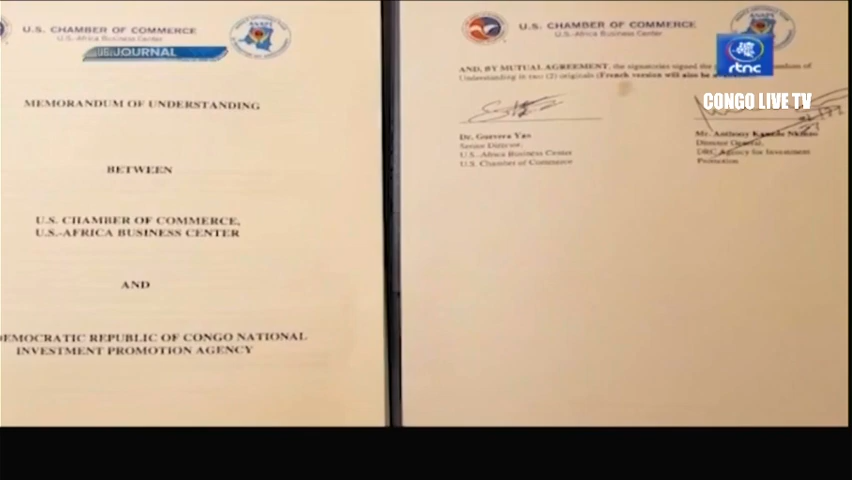 U.S. CHAMBER OF COMMERCE
U.S.-Africa Business Center
JOURNAL
MEMORANDUM OF UNDERSTANDING
BETWEEN
U.S. CHAMBER OF COMMERCE,
U.S.-AFRICA BUSINESS CENTER
AND
DEMOCRATIC REPUBLIC OF CONGO NATIONAL
INVESTMENT PROMOTION AGENCY
U.S. CHAMBER OF COMMERCE
U.S.-Africa Business Center
ANAPI
rtnc
CONGO LIVE TV
AND, BY MUTUAL AGREEMENT, the signatories signed the
Understanding in two (2) originals (French version will also be
Dr. Guevera Yao
Senior Director,
U.S.-Africa Business Center
U.S. Chamber of Commerce
Mr. Anthony
Director General,
DRC Agency for Investment
Promotion